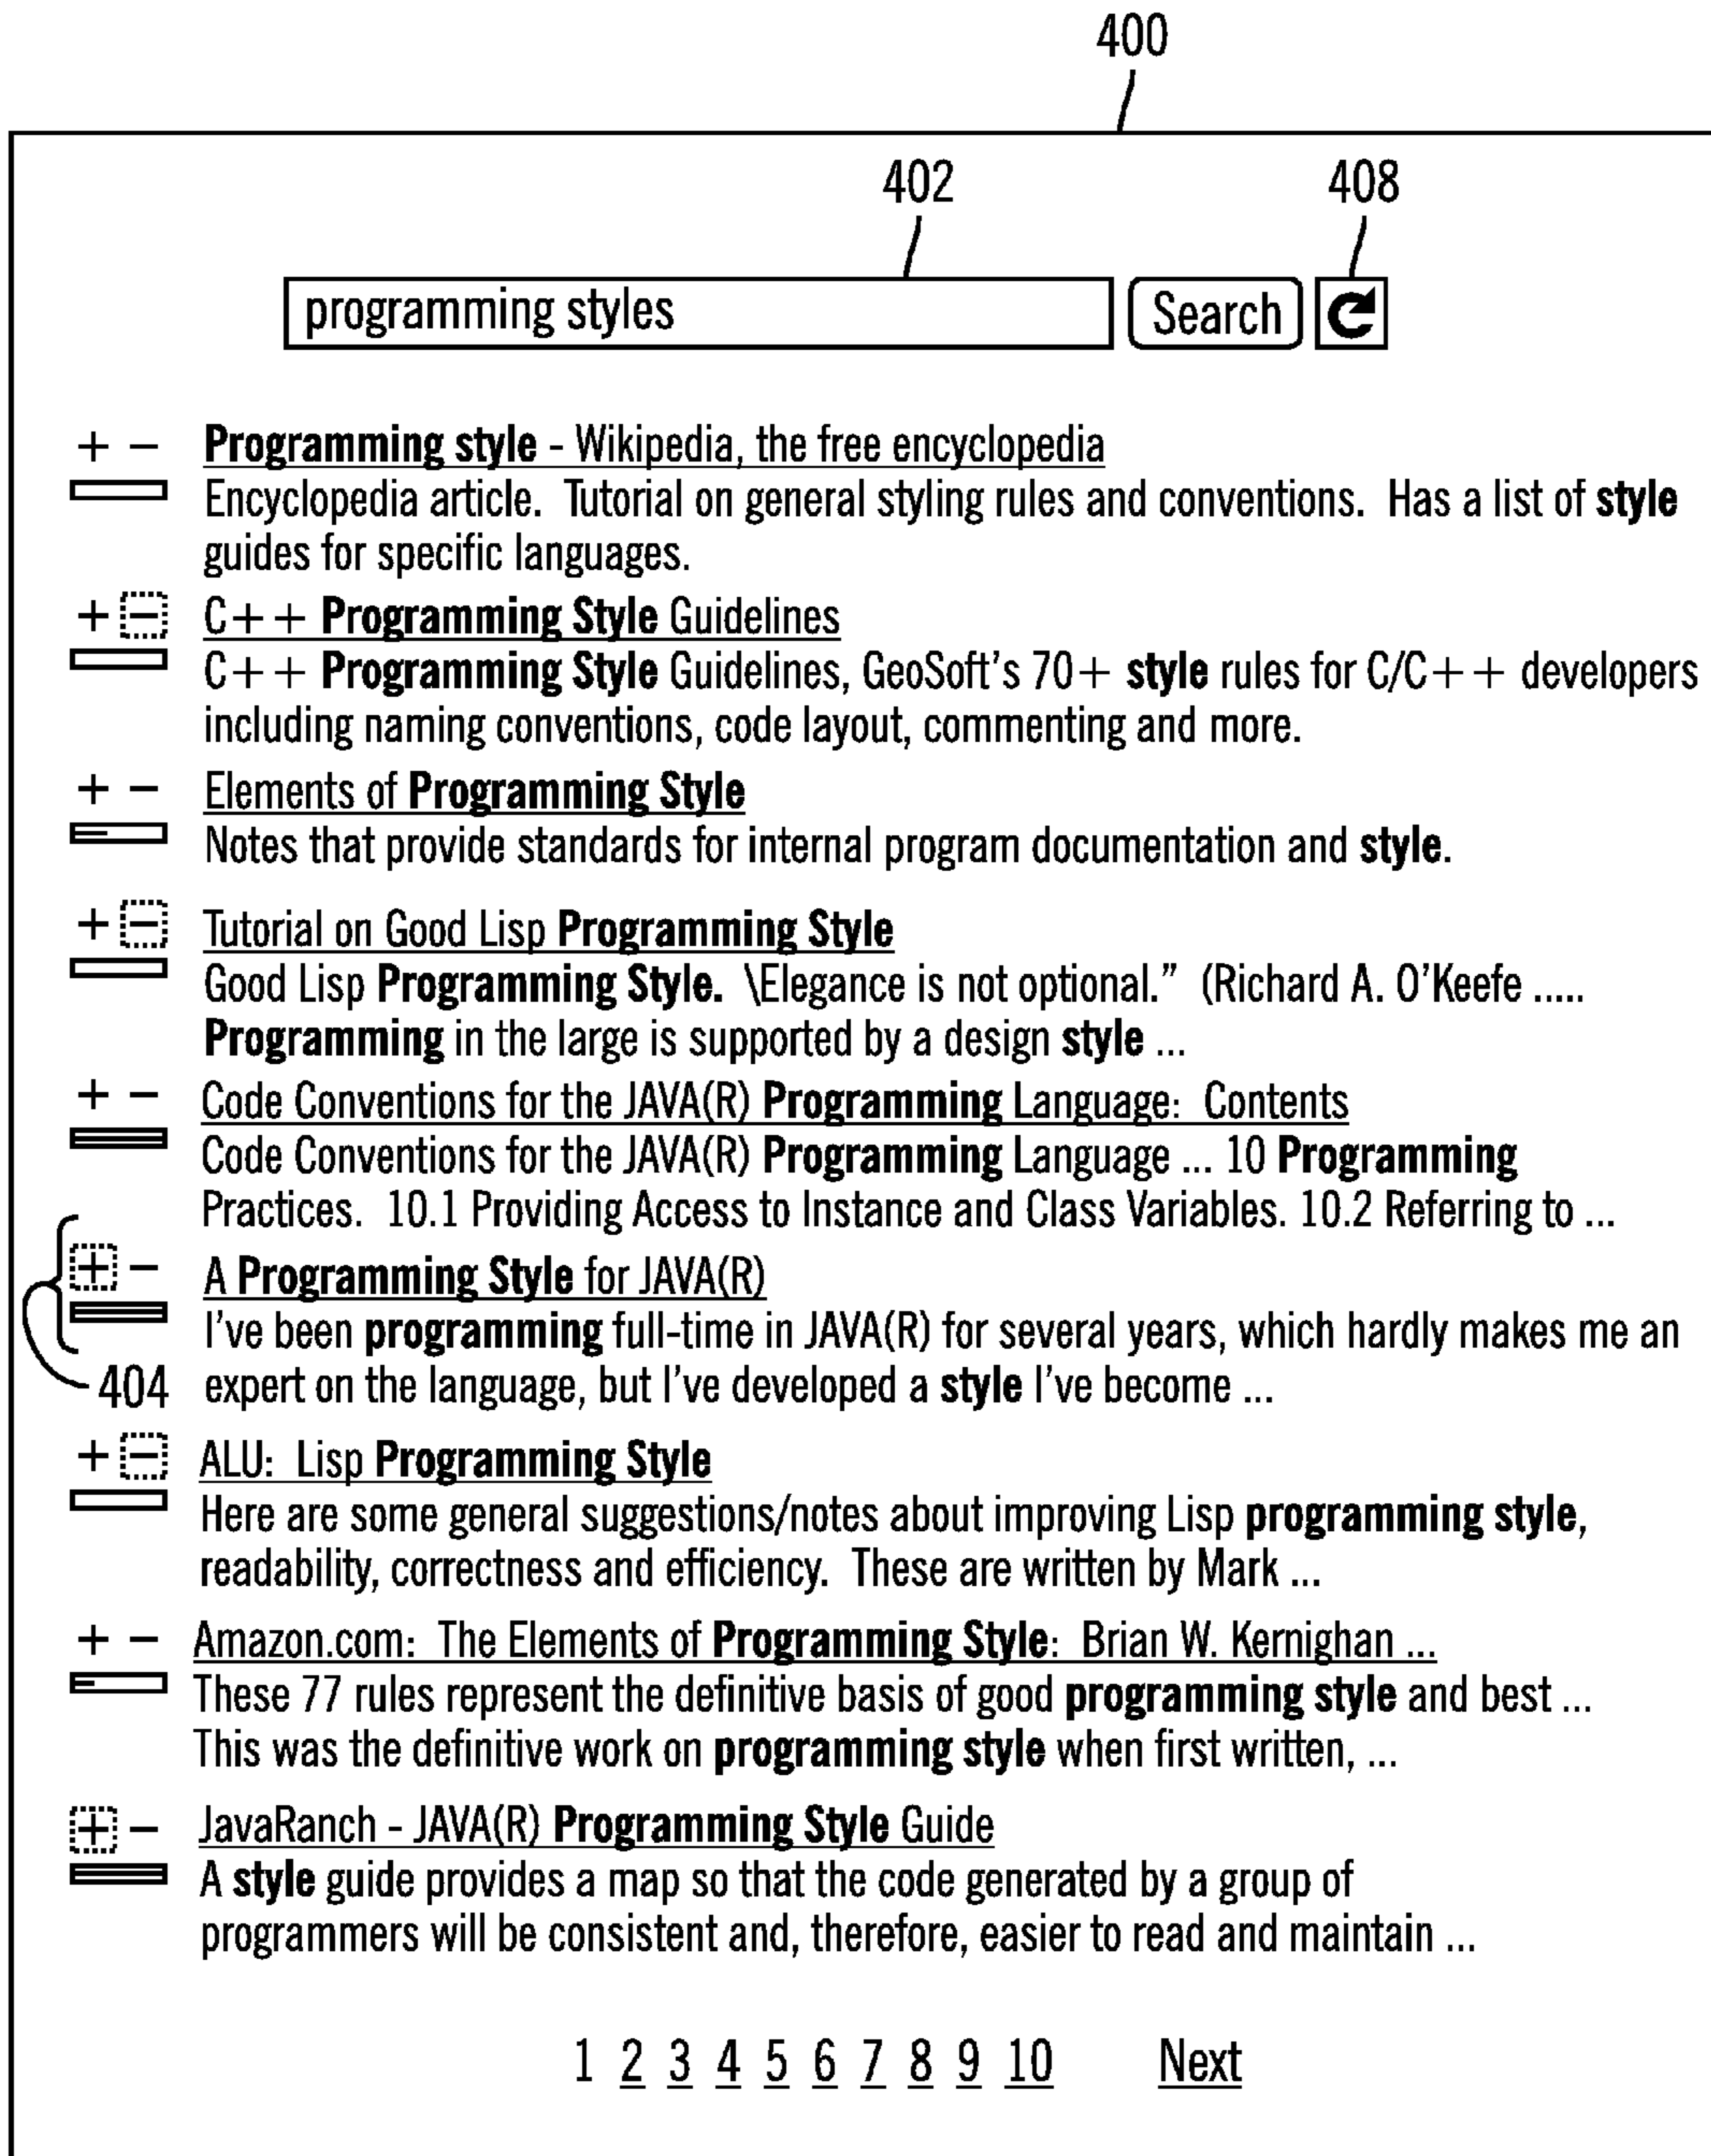 400
402
408
programming styles Search
+ − Programming style - Wikipedia, the free encyclopedia
Encyclopedia article. Tutorial on general styling rules and conventions. Has a list of style
guides for specific languages.
+ − C++ Programming Style Guidelines
C++ Programming Style Guidelines, GeoSoft's 70+ style rules for C/C++ developers
including naming conventions, code layout, commenting and more.
+ − Elements of Programming Style
Notes that provide standards for internal program documentation and style.
+ − Tutorial on Good Lisp Programming Style
Good Lisp Programming Style. \Elegance is not optional.” (Richard A. O'Keefe .....
Programming in the large is supported by a design style ...
+ − Code Conventions for the JAVA(R) Programming Language: Contents
Code Conventions for the JAVA(R) Programming Language ... 10 Programming
Practices. 10.1 Providing Access to Instance and Class Variables. 10.2 Referring to ...
+ − A Programming Style for JAVA(R)
I've been programming full-time in JAVA(R) for several years, which hardly makes me an
404
expert on the language, but I've developed a style I've become ...
+ − ALU: Lisp Programming Style
Here are some general suggestions/notes about improving Lisp programming style,
readability, correctness and efficiency. These are written by Mark ...
+ − Amazon.com: The Elements of Programming Style: Brian W. Kernighan ...
These 77 rules represent the definitive basis of good programming style and best ...
This was the definitive work on programming style when first written, ...
+ − JavaRanch - JAVA(R) Programming Style Guide
A style guide provides a map so that the code generated by a group of
programmers will be consistent and, therefore, easier to read and maintain ...
1 2 3 4 5 6 7 8 9 10 Next